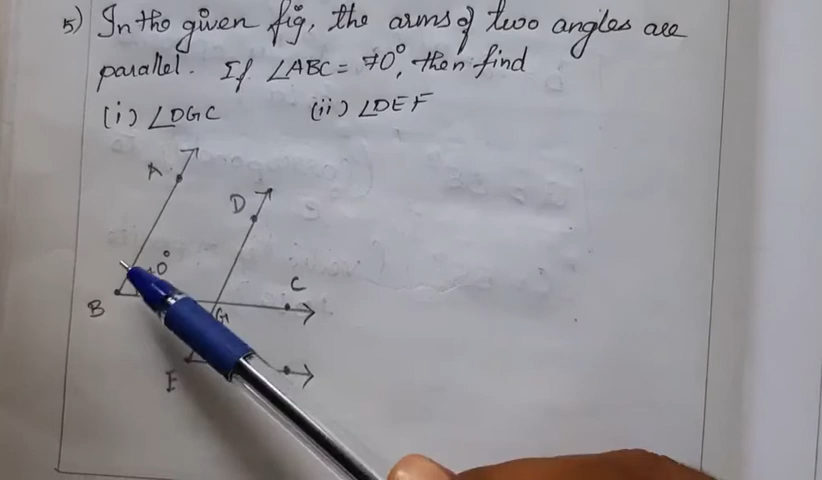 5) In the given fig, the arms of two angles are
parallel. If ∠ABC = 70°, then find
(i) ∠DGC (ii) ∠DEF
A
D
0°
C
B
G
E